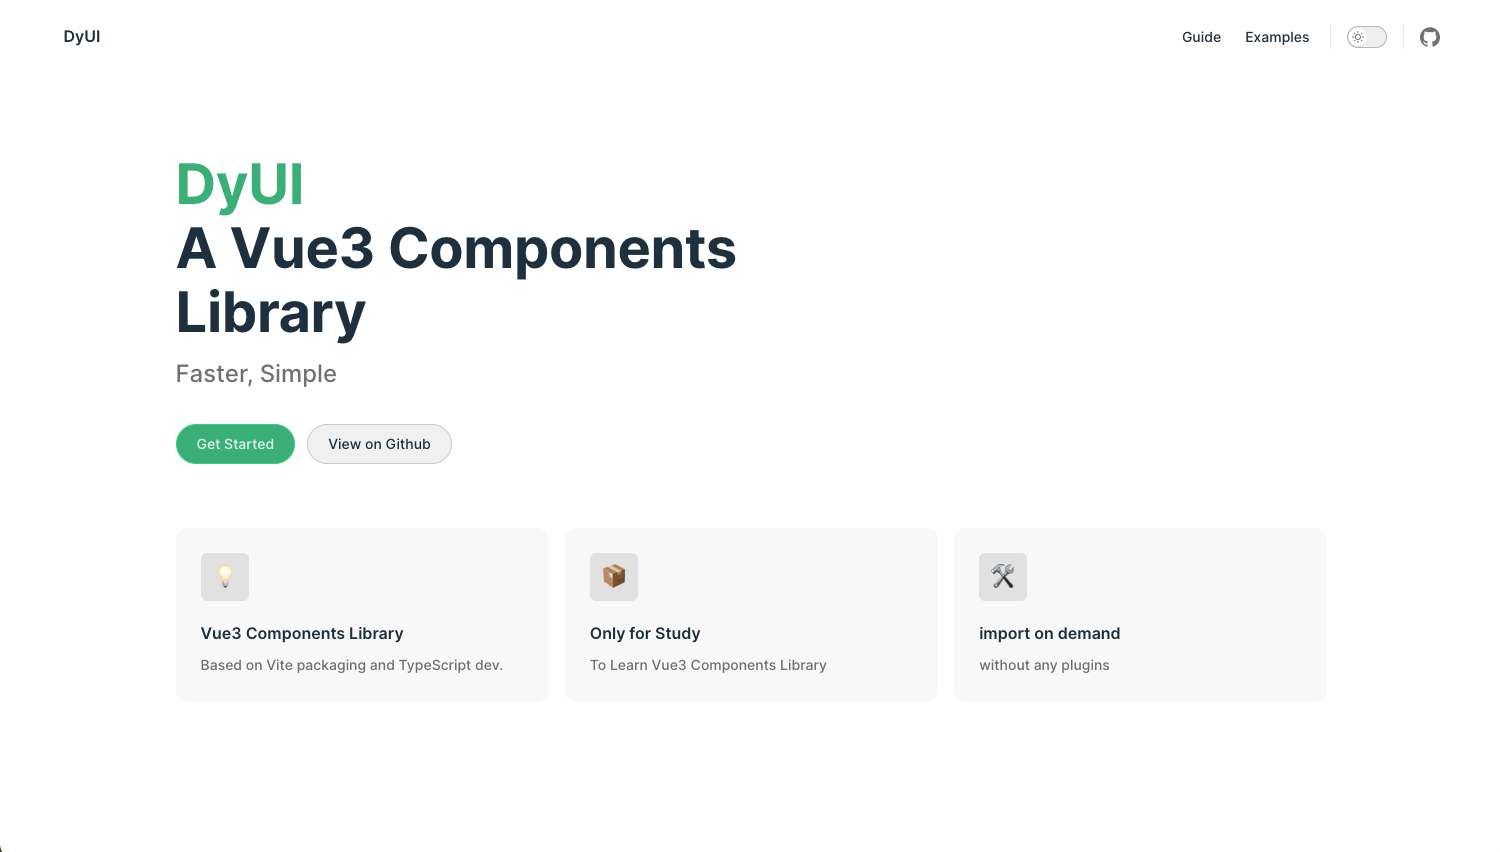 DyUI
Guide
Examples
DyUI
A Vue3 Components
Library
Faster, Simple
Get Started
View on Github
Vue3 Components Library
Based on Vite packaging and TypeScript dev.
Only for Study
To Learn Vue3 Components Library
import on demand
without any plugins